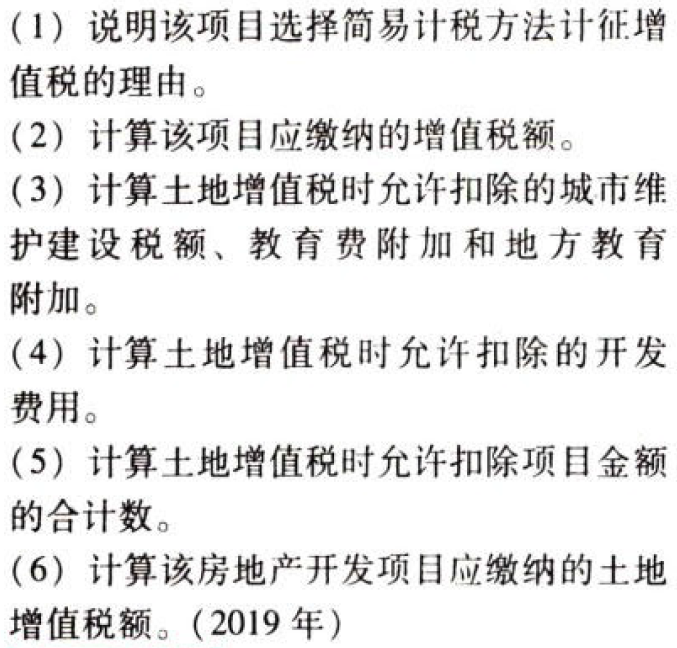 (1) 说明该项目选择简易计税方法计征增
值税的理由。
(2) 计算该项目应缴纳的增值税额。
(3) 计算土地增值税时允许扣除的城市维
护建设税额、教育费附加和地方教育
附加。
(4) 计算土地增值税时允许扣除的开发
费用。
(5) 计算土地增值税时允许扣除项目金额
的合计数。
(6) 计算该房地产开发项目应缴纳的土地
增值税额。(2019 年)